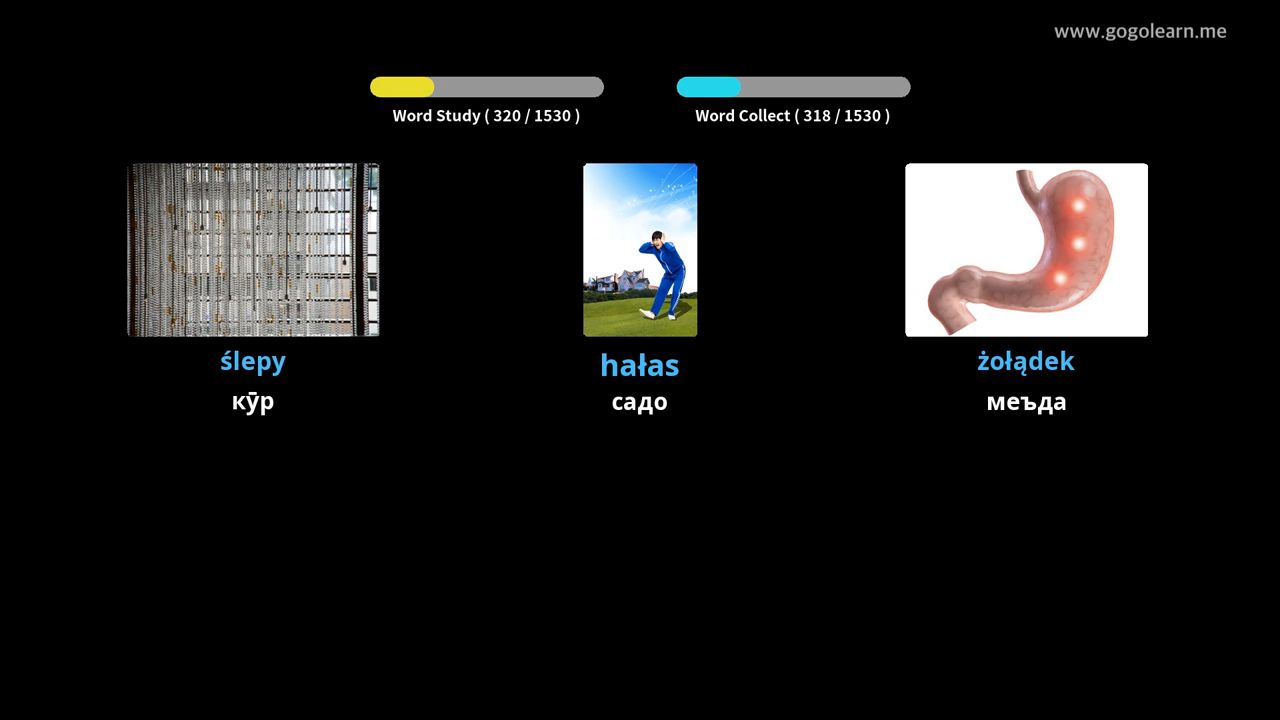 www.gogolearn.me
Word Study ( 320 / 1530 )
Word Collect ( 318 / 1530 )
ślepy
кӯр
hałas
садо
żołądek
меъда